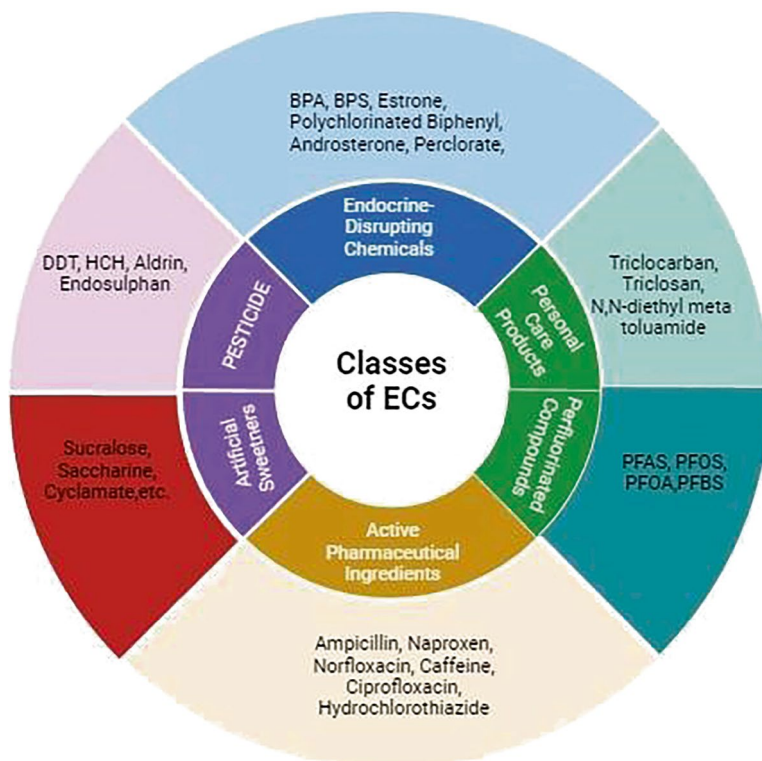 BPA, BPS, Estrone,
Polychlorinated Biphenyl,
Androsterone, Perclorate,
Endocrine-
Disrupting
Chemicals
DDT, HCH, Aldrin,
Endosulphan
PESTICIDE
Personal
Care
Products
Triclocarban,
Triclosan,
N,N-diethyl meta
toluamide
Classes
of ECs
Sucralose,
Saccharine,
Cyclamate,etc.
Artificial
Sweetners
Perfluorinated
Compounds
PFAS, PFOS,
PFOA,PFBS
Active
Pharmaceutical
Ingredients
Ampicillin, Naproxen,
Norfloxacin, Caffeine,
Ciprofloxacin,
Hydrochlorothiazide